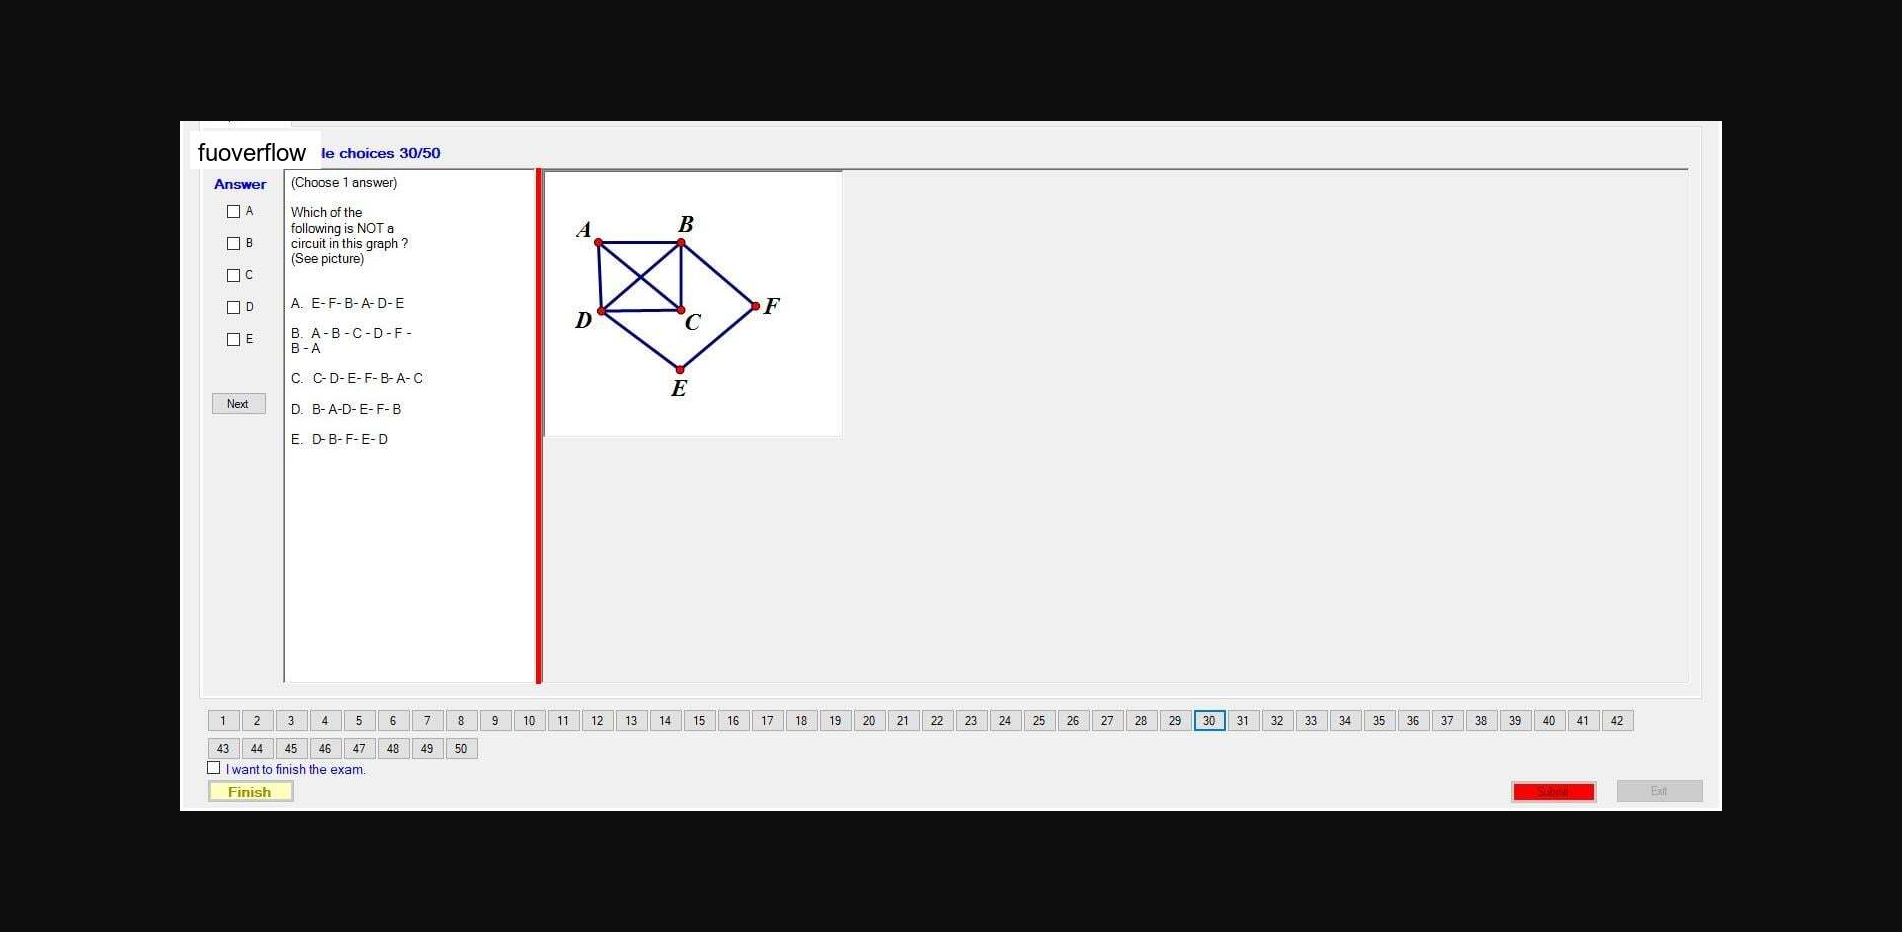 fuoverflow le choices 30/50
Answer
A
B
C
D
E
Next
(Choose 1 answer)
Which of the
following is NOT a
circuit in this graph ?
(See picture)
A. E- F- B- A- D- E
B. A - B - C - D - F -
B - A
C. C- D- E- F- B- A- C
D. B- A-D- E- F- B
E. D- B- F- E- D
A
B
F
D
C
E
1 2 3 4 5 6 7 8 9 10 11 12 13 14 15 16 17 18 19 20 21 22 23 24 25 26 27 28 29 30 31 32 33 34 35 36 37 38 39 40 41 42
43 44 45 46 47 48 49 50
I want to finish the exam.
Finish
Submit
Exit